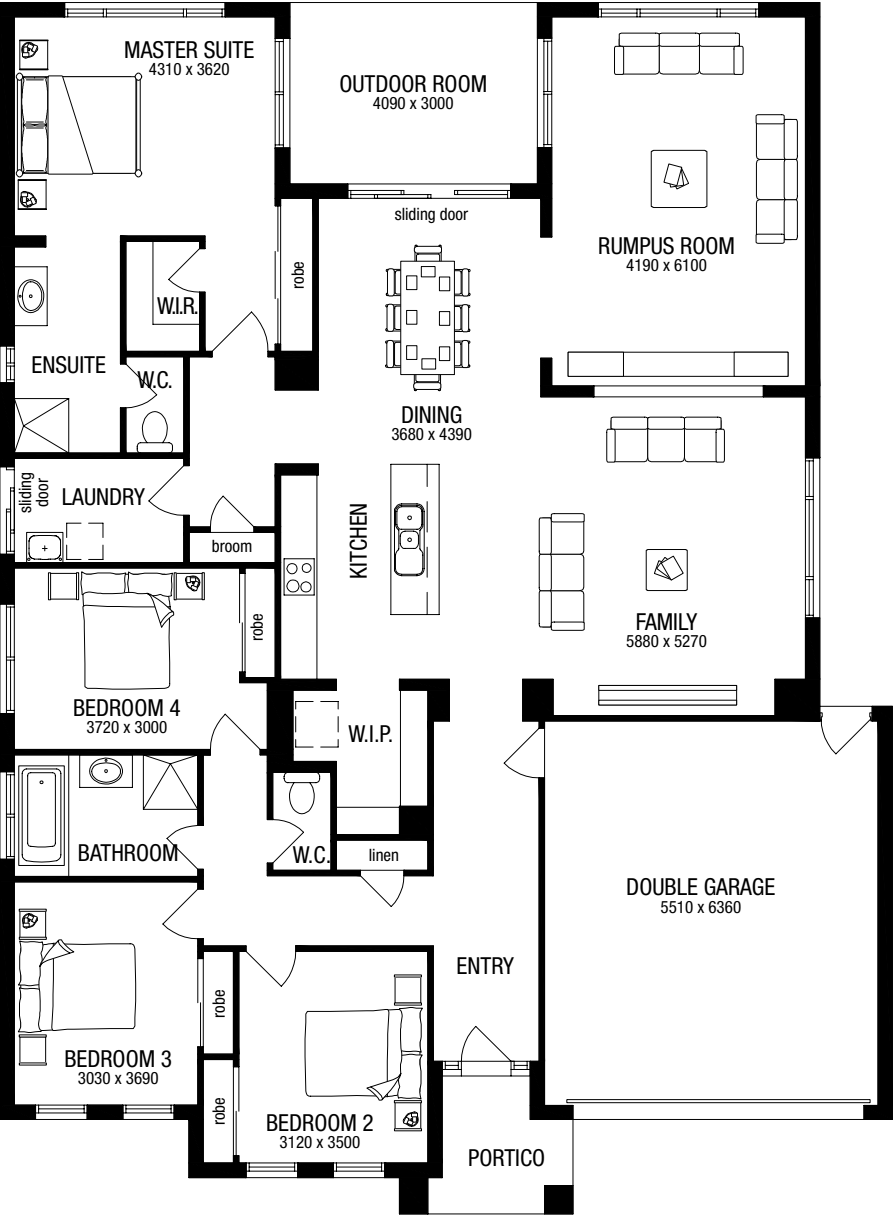 MASTER SUITE
4310 x 3620
OUTDOOR ROOM
4090 x 3000
sliding door
RUMPUS ROOM
4190 x 6100
robe
W.I.R.
ENSUITE
W.C.
DINING
3680 x 4390
sliding
door
LAUNDRY
broom
KITCHEN
FAMILY
5880 x 5270
robe
BEDROOM 4
3720 x 3000
W.I.P.
BATHROOM
W.C.
linen
DOUBLE GARAGE
5510 x 6360
ENTRY
robe
BEDROOM 3
3030 x 3690
robe
BEDROOM 2
3120 x 3500
PORTICO